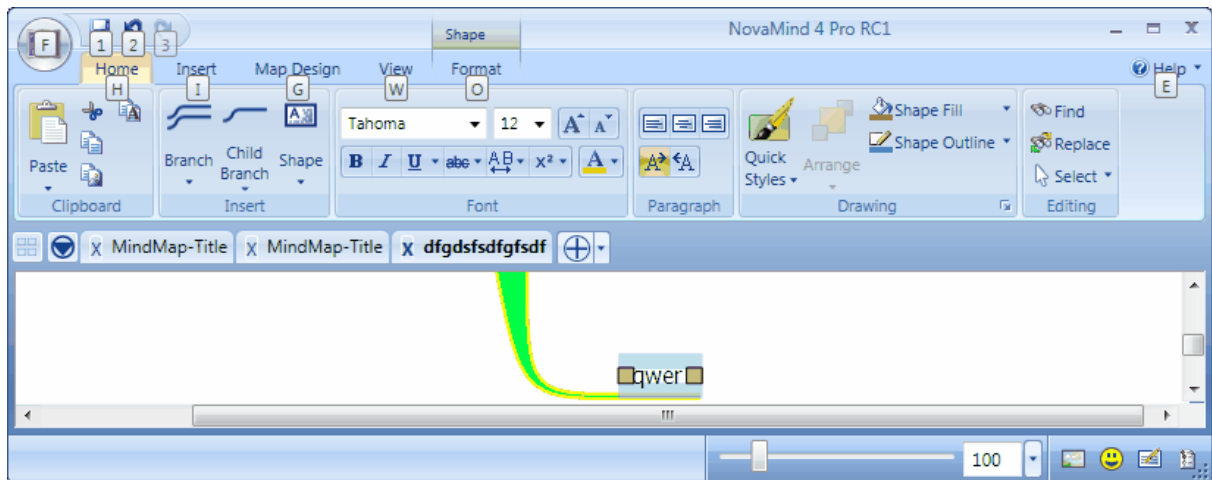 Shape
NovaMind 4 Pro RC1
F
1 2 3
Home Insert Map Design View Format Help
H I G W O E
Tahoma 12 A A
Paste Branch Child Branch Shape
B I U abc AB x² A A A
Quick Styles Arrange
Shape Fill
Shape Outline
Find
Replace
Select
Clipboard Insert Font Paragraph Drawing Editing
X MindMap-Title X MindMap-Title X dfgdsfsdfgfsdf
qwer
100